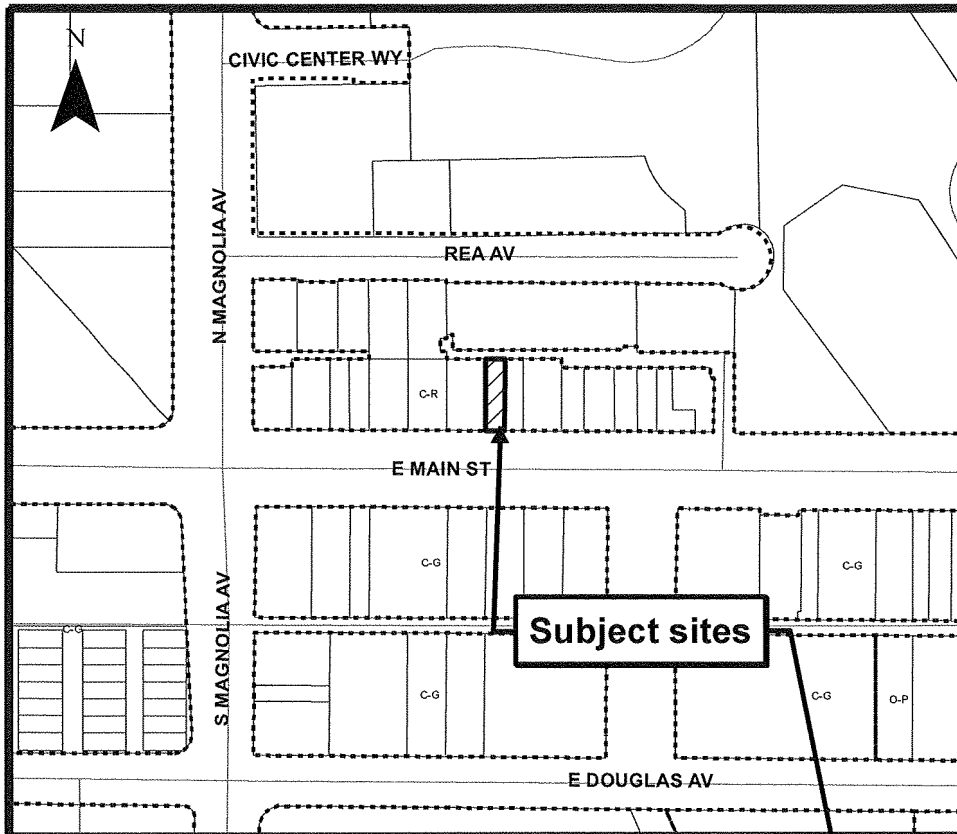 N
CIVIC CENTER WY
N MAGNOLIA AV
REA AV
C-R
E MAIN ST
C-G
C-G
S MAGNOLIA AV
C-G
Subject sites
C-G
C-G
O-P
E DOUGLAS AV